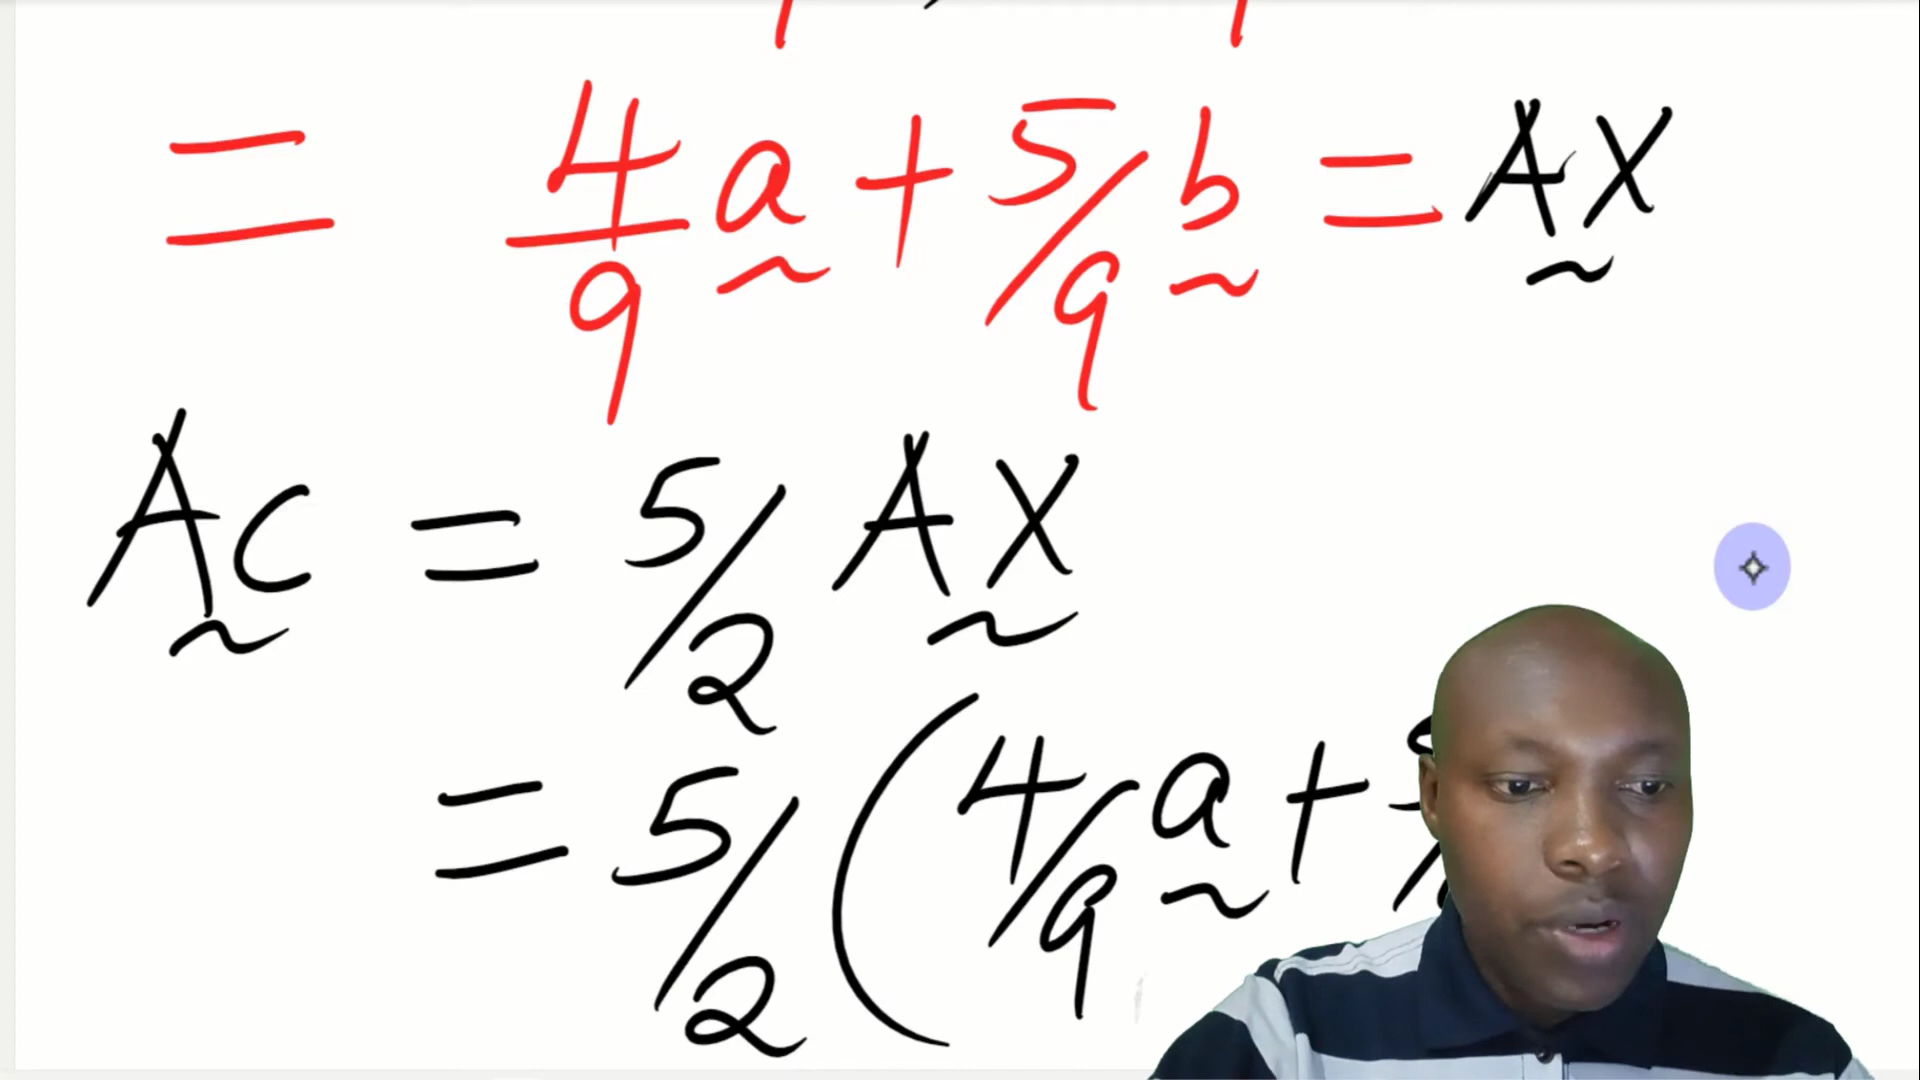 = 4/9 a + 5/9 b = AX
AC = 5/2 AX
= 5/2 ( 4/9 a +